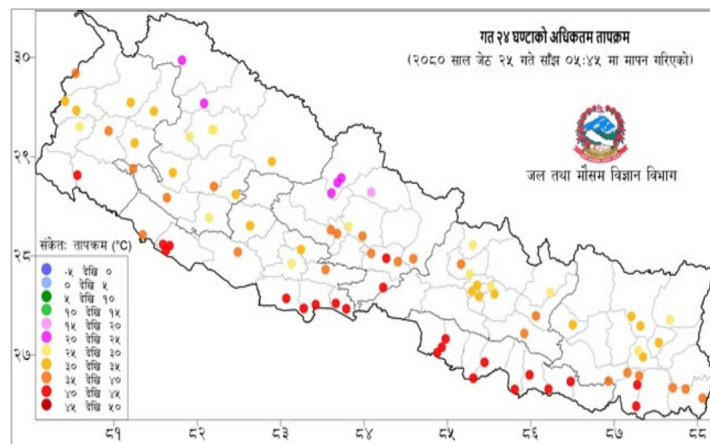 गत २४ घण्टाको अधिकतम तापक्रम
(२०८० साल जेठ २५ गते साँझ ०५:४५ मा मापन गरिएको)
३०
२९
जल तथा मौसम विज्ञान विभाग
२८
संकेतः तापक्रम (°C)
-५ देखि ०
० देखि ५
५ देखि १०
१० देखि १५
१५ देखि २०
२० देखि २५
२५ देखि ३०
३० देखि ३५
३५ देखि ४०
४० देखि ४५
४५ देखि ५०
२७
८१ ८२ ८३ ८४ ८५ ८६ ८७ ८८